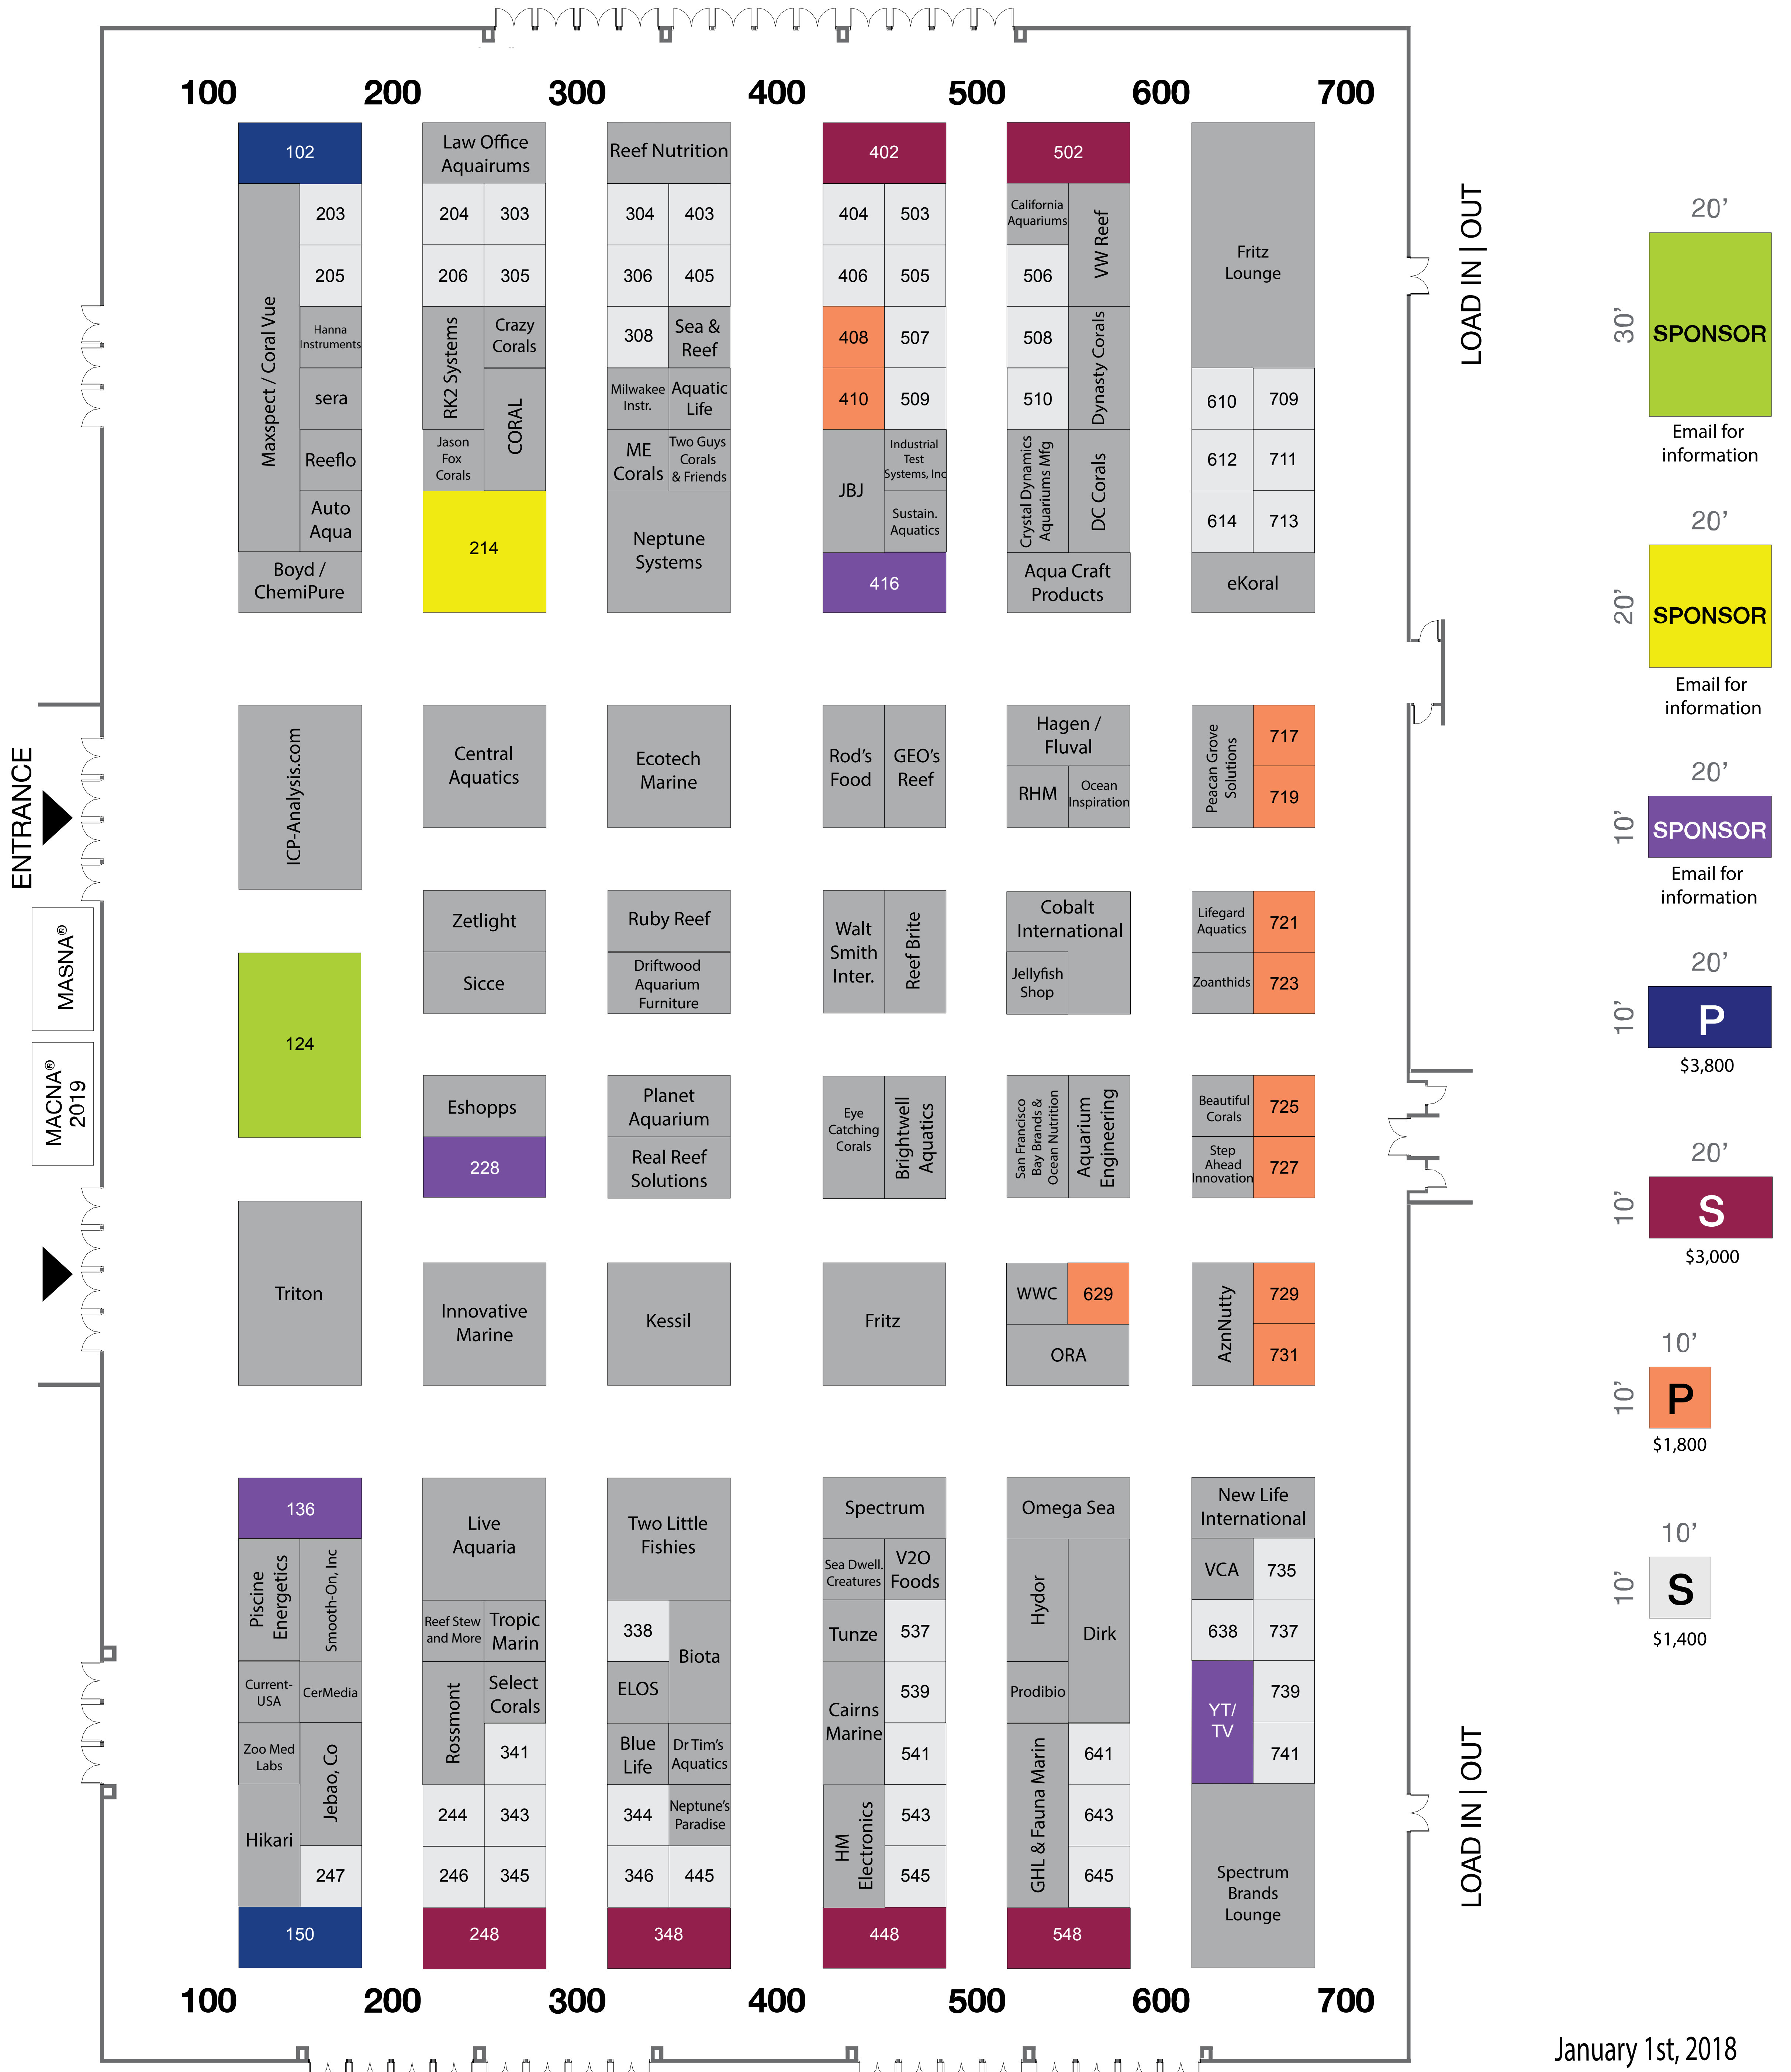 100 200 300 400 500 600 700
102
Law Office
Aquairums
Reef Nutrition
402
502
Fritz
Lounge
Maxspect / Coral Vue
203
205
Hanna
Instruments
sera
Reeflo
Auto
Aqua
Boyd /
ChemiPure
204 303
206 305
RK2 Systems
Crazy
Corals
CORAL
Jason
Fox
Corals
214
304 403
306 405
308
Sea &
Reef
Milwakee
Instr.
Aquatic
Life
ME
Corals
Two Guys
Corals
& Friends
Neptune
Systems
404 503
406 505
408 507
410 509
JBJ
Industrial
Test
Systems, Inc
Sustain.
Aquatics
416
California
Aquariums
VW Reef
506
508
510
Dynasty Corals
Crystal Dynamics
Aquariums Mfg
DC Corals
Aqua Craft
Products
610 709
612 711
614 713
eKoral
LOAD IN | OUT
ENTRANCE
MASNA®
MACNA®
2019
ICP-Analysis.com
124
Triton
Central
Aquatics
Zetlight
Sicce
Eshopps
228
Innovative
Marine
Ecotech
Marine
Ruby Reef
Driftwood
Aquarium
Furniture
Planet
Aquarium
Real Reef
Solutions
Kessil
Rod's
Food
GEO's
Reef
Walt
Smith
Inter.
Reef Brite
Eye
Catching
Corals
Brightwell
Aquatics
Fritz
Hagen /
Fluval
RHM
Ocean
Inspiration
Cobalt
International
Jellyfish
Shop
San Francisco
Bay Brands &
Ocean Nutrition
Aquarium
Engineering
WWC
629
ORA
Peacan Grove
Solutions
717
719
Lifegard
Aquatics
721
Zoanthids
723
Beautiful
Corals
725
Step
Ahead
Innovation
727
AznNutty
729
731
136
Piscine
Energetics
Smooth-On, Inc
Current-
USA
CerMedia
Zoo Med
Labs
Jebao, Co
Hikari
247
150
Live
Aquaria
Reef Stew
and More
Tropic
Marin
Rossmont
Select
Corals
341
244 343
246 345
248
Two Little
Fishies
338
Biota
ELOS
Blue
Life
Dr Tim's
Aquatics
344
Neptune's
Paradise
346 445
348
Spectrum
Sea Dwell.
Creatures
V2O
Foods
Tunze
537
Cairns
Marine
539
541
HM
Electronics
543
545
448
Omega Sea
Hydor
Dirk
Prodibio
GHL & Fauna Marin
641
643
645
548
New Life
International
VCA
735
638 737
YT/
TV
739
741
Spectrum
Brands
Lounge
LOAD IN | OUT
100 200 300 400 500 600 700
20'
30'
SPONSOR
Email for
information
20'
20'
SPONSOR
Email for
information
20'
10'
SPONSOR
Email for
information
20'
10'
P
$3,800
20'
10'
S
$3,000
10'
10'
P
$1,800
10'
10'
S
$1,400
January 1st, 2018